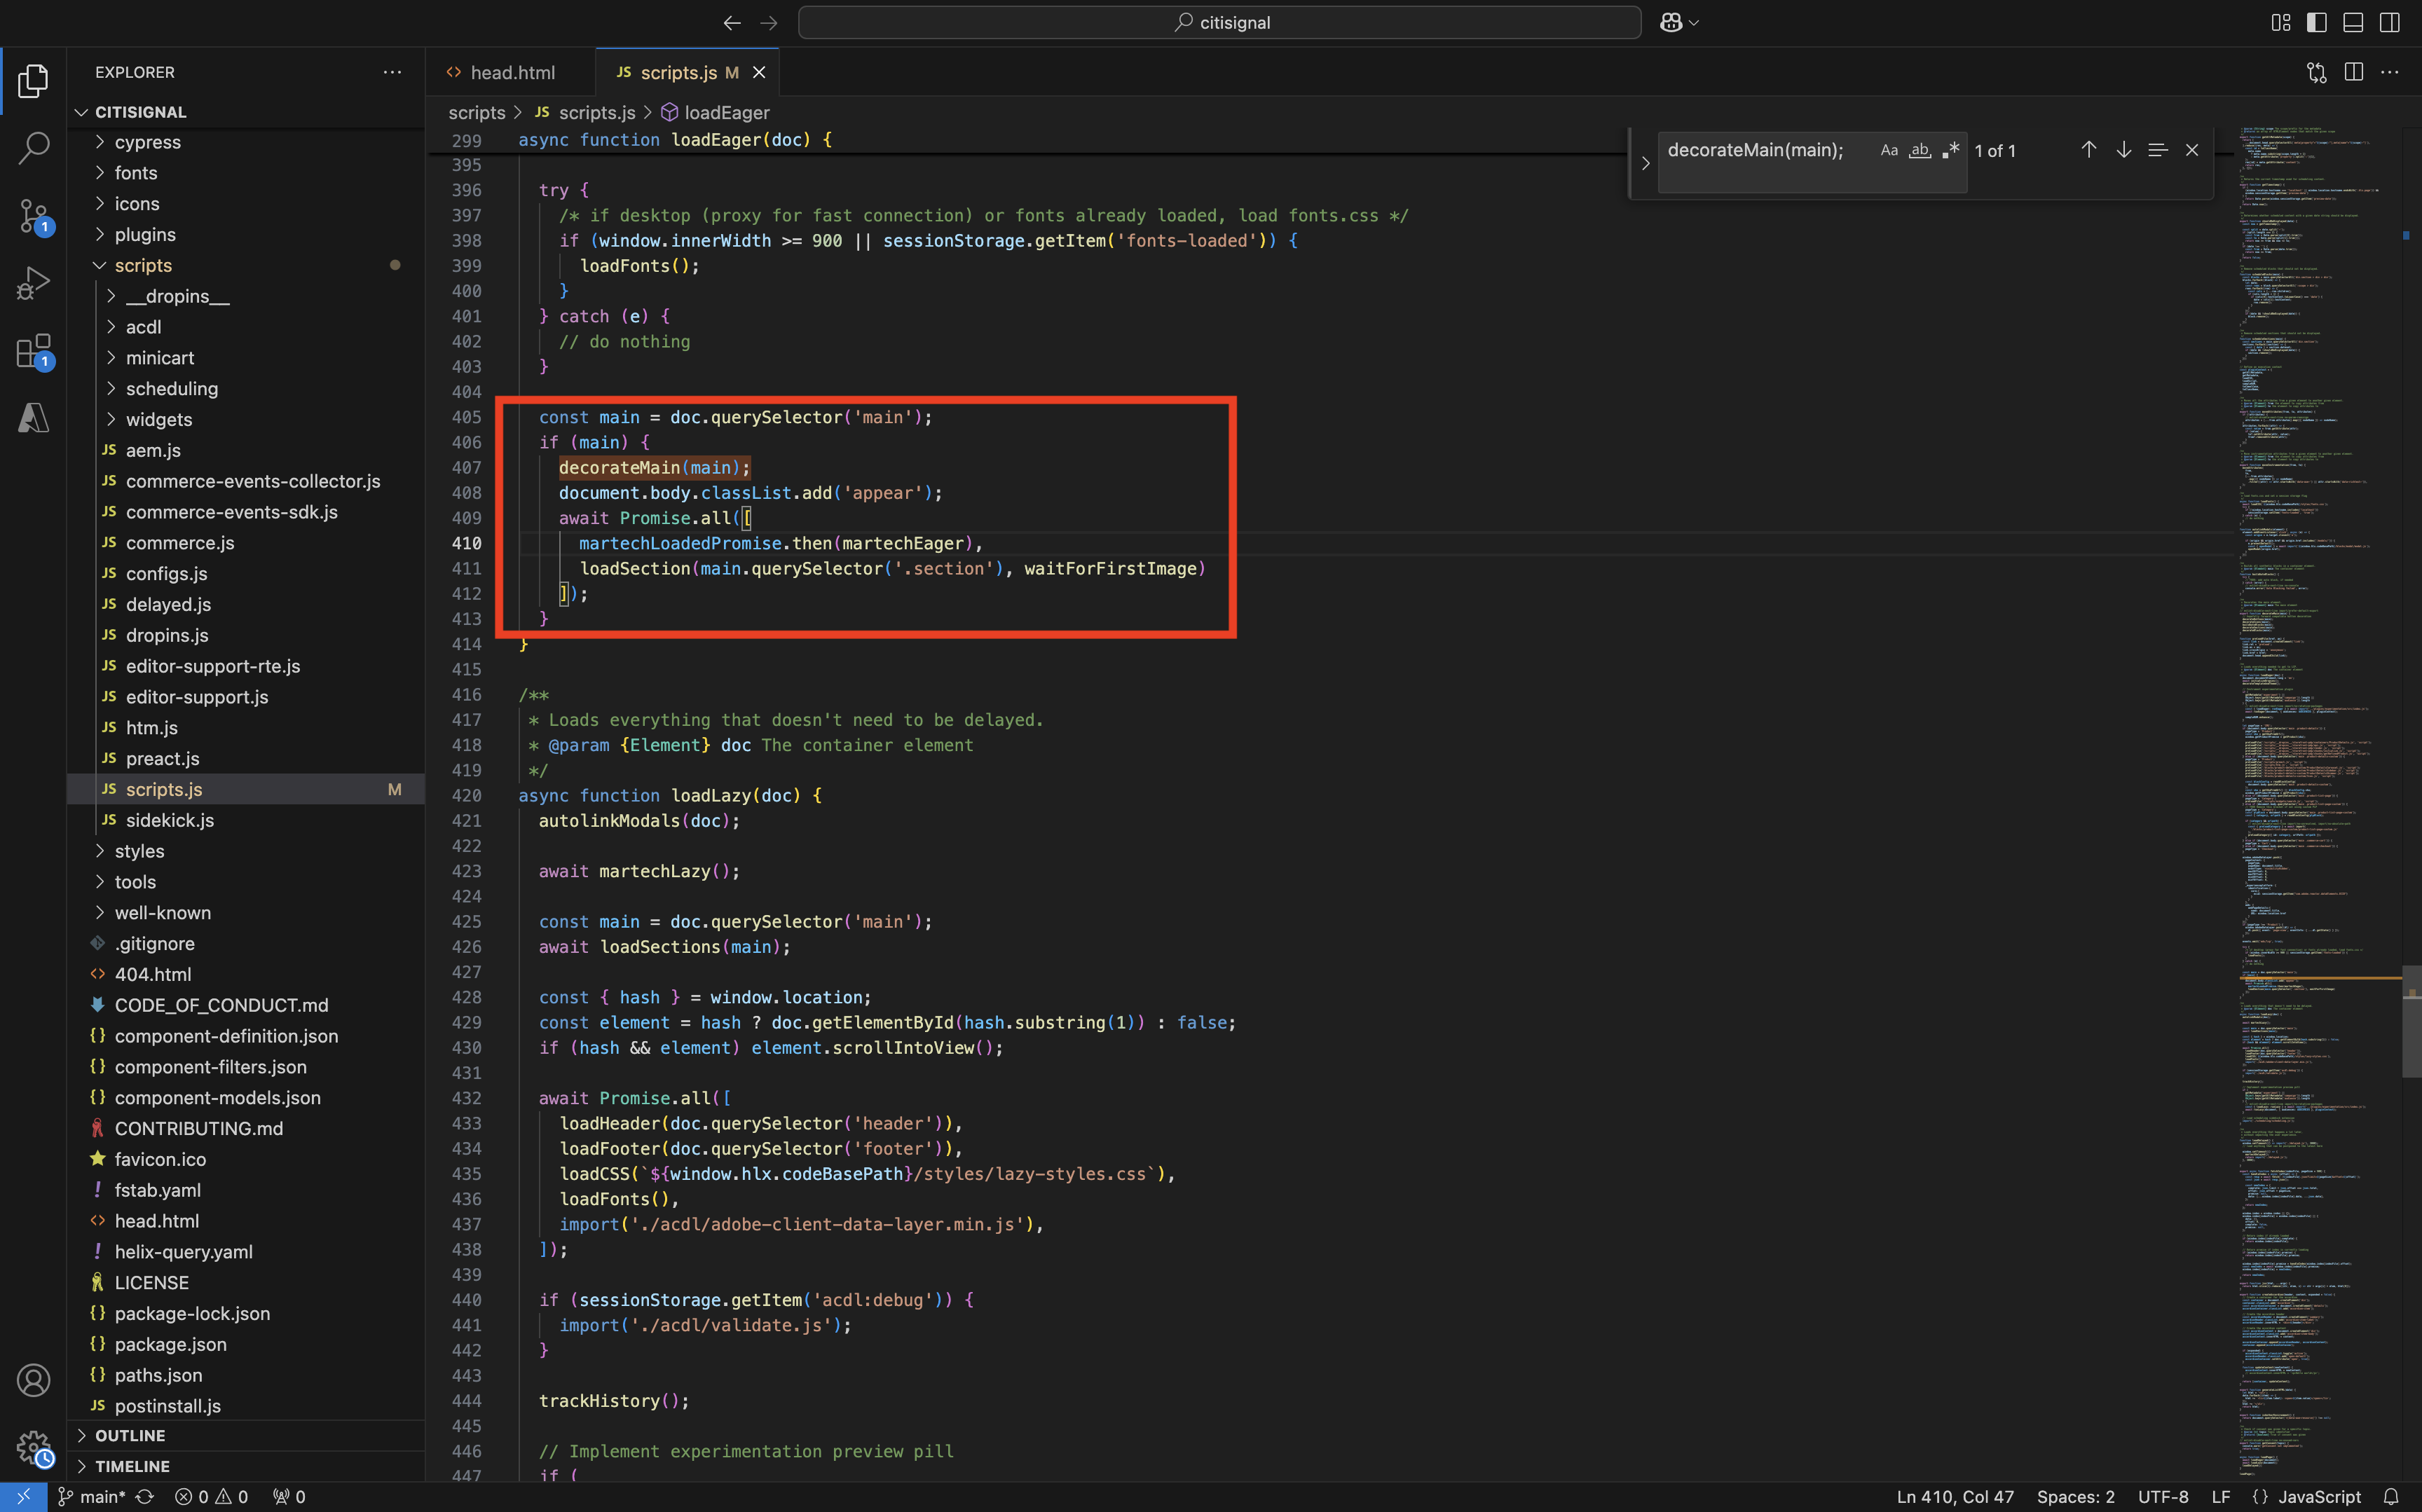 citisignal
EXPLORER
CITISIGNAL
cypress
fonts
icons
plugins
scripts
__dropins__
acdl
minicart
scheduling
widgets
JS aem.js
JS commerce-events-collector.js
JS commerce-events-sdk.js
JS commerce.js
JS configs.js
JS delayed.js
JS dropins.js
JS editor-support-rte.js
JS editor-support.js
JS htm.js
JS preact.js
JS scripts.js M
JS sidekick.js
styles
tools
well-known
.gitignore
404.html
CODE_OF_CONDUCT.md
component-definition.json
component-filters.json
component-models.json
CONTRIBUTING.md
favicon.ico
fstab.yaml
head.html
helix-query.yaml
LICENSE
package-lock.json
package.json
paths.json
JS postinstall.js
OUTLINE
TIMELINE
1
1
head.html
JS scripts.js M
scripts > JS scripts.js > loadEager
decorateMain(main);
Aa ab .*
1 of 1
299 async function loadEager(doc) {
395
396 try {
397 /* if desktop (proxy for fast connection) or fonts already loaded, load fonts.css */
398 if (window.innerWidth >= 900 || sessionStorage.getItem('fonts-loaded')) {
399 loadFonts();
400 }
401 } catch (e) {
402 // do nothing
403 }
404
405 const main = doc.querySelector('main');
406 if (main) {
407 decorateMain(main);
408 document.body.classList.add('appear');
409 await Promise.all([
410 martechLoadedPromise.then(martechEager),
411 loadSection(main.querySelector('.section'), waitForFirstImage)
412 ]);
413 }
414 }
415
416 /**
417 * Loads everything that doesn't need to be delayed.
418 * @param {Element} doc The container element
419 */
420 async function loadLazy(doc) {
421 autolinkModals(doc);
422
423 await martechLazy();
424
425 const main = doc.querySelector('main');
426 await loadSections(main);
427
428 const { hash } = window.location;
429 const element = hash ? doc.getElementById(hash.substring(1)) : false;
430 if (hash && element) element.scrollIntoView();
431
432 await Promise.all([
433 loadHeader(doc.querySelector('header')),
434 loadFooter(doc.querySelector('footer')),
435 loadCSS(`${window.hlx.codeBasePath}/styles/lazy-styles.css`),
436 loadFonts(),
437 import('./acdl/adobe-client-data-layer.min.js'),
438 ]);
439
440 if (sessionStorage.getItem('acdl:debug')) {
441 import('./acdl/validate.js');
442 }
443
444 trackHistory();
445
446 // Implement experimentation preview pill
447 if (
main* 0 0 0
Ln 410, Col 47 Spaces: 2 UTF-8 LF {} JavaScript